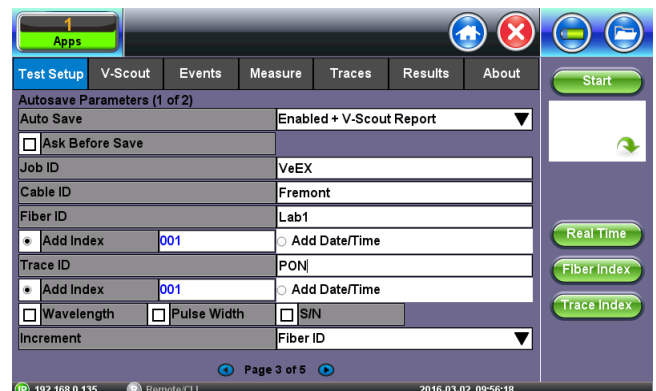 1
Apps
Test Setup V-Scout Events Measure Traces Results About
Start
Autosave Parameters (1 of 2)
Auto Save Enabled + V-Scout Report
Ask Before Save
Job ID VeEX
Cable ID Fremont
Fiber ID Lab1
Add Index 001 Add Date/Time
Real Time
Trace ID PON
Fiber Index
Add Index 001 Add Date/Time
Wavelength Pulse Width S/N
Trace Index
Increment Fiber ID
Page 3 of 5
IP 192.168.0.135 R Remote/CLI 2016.03.02 09:56:18